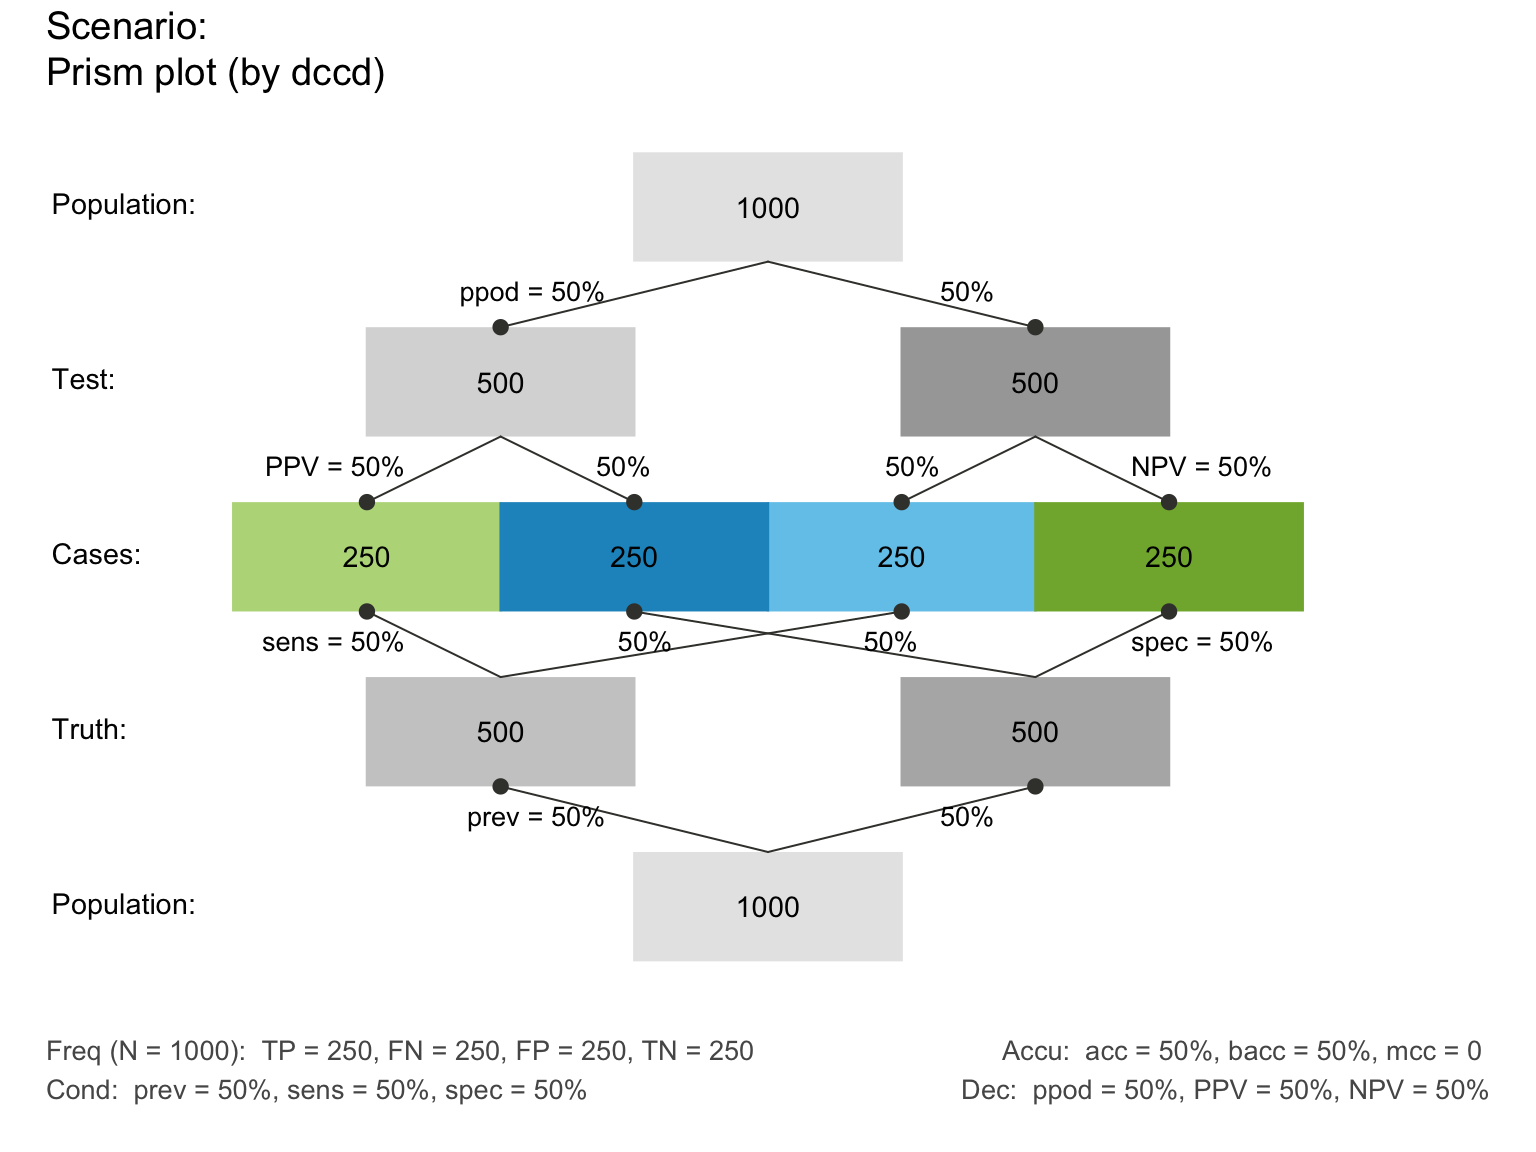 Scenario:
Prism plot (by dccd)
Population:
1000
ppod = 50%
50%
Test:
500
500
PPV = 50%
50%
50%
NPV = 50%
Cases:
250
250
250
250
sens = 50%
50%
50%
spec = 50%
Truth:
500
500
prev = 50%
50%
Population:
1000
Freq (N = 1000):  TP = 250, FN = 250, FP = 250, TN = 250
Accu:  acc = 50%, bacc = 50%, mcc = 0
Cond:  prev = 50%, sens = 50%, spec = 50%
Dec:  ppod = 50%, PPV = 50%, NPV = 50%